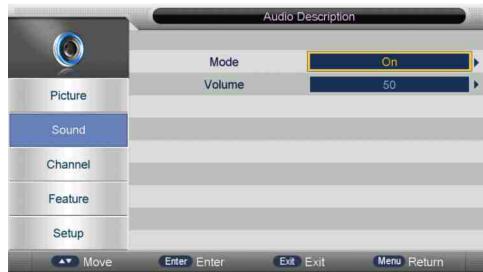 Audio Description
Mode On
Volume 50
Picture
Sound
Channel
Feature
Setup
Move Enter Enter Exit Exit Menu Return